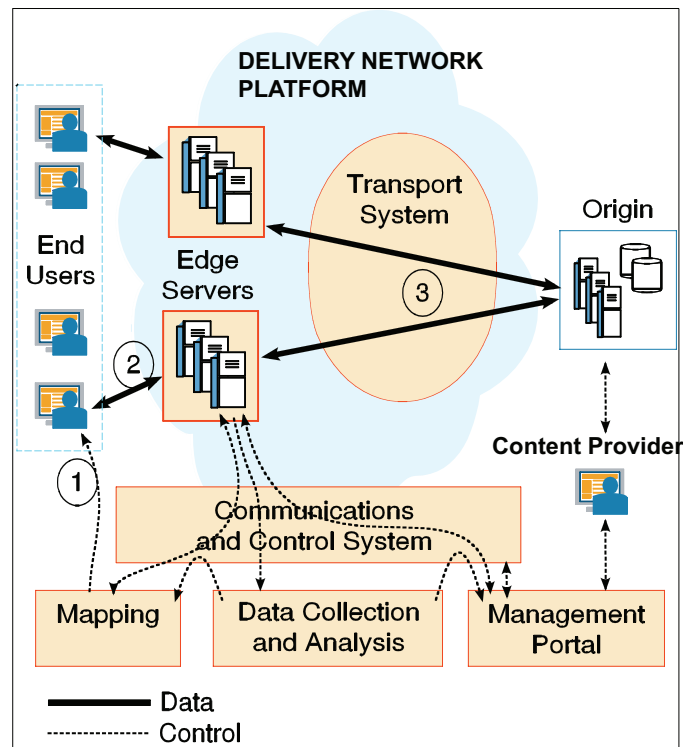 DELIVERY NETWORK
PLATFORM
Transport
System
Origin
End
Users
Edge
Servers
3
2
Content Provider
1
Communications
and Control System
Mapping
Data Collection
and Analysis
Management
Portal
Data
Control